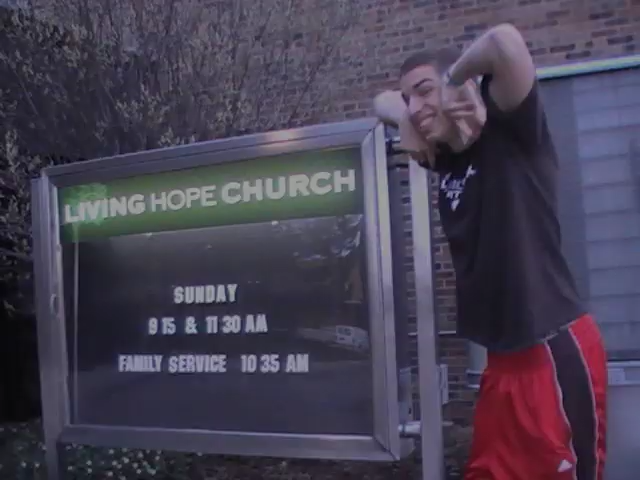 LIVING HOPE CHURCH
SUNDAY
9 15 & 11 30 AM
FAMILY SERVICE 10 35 AM